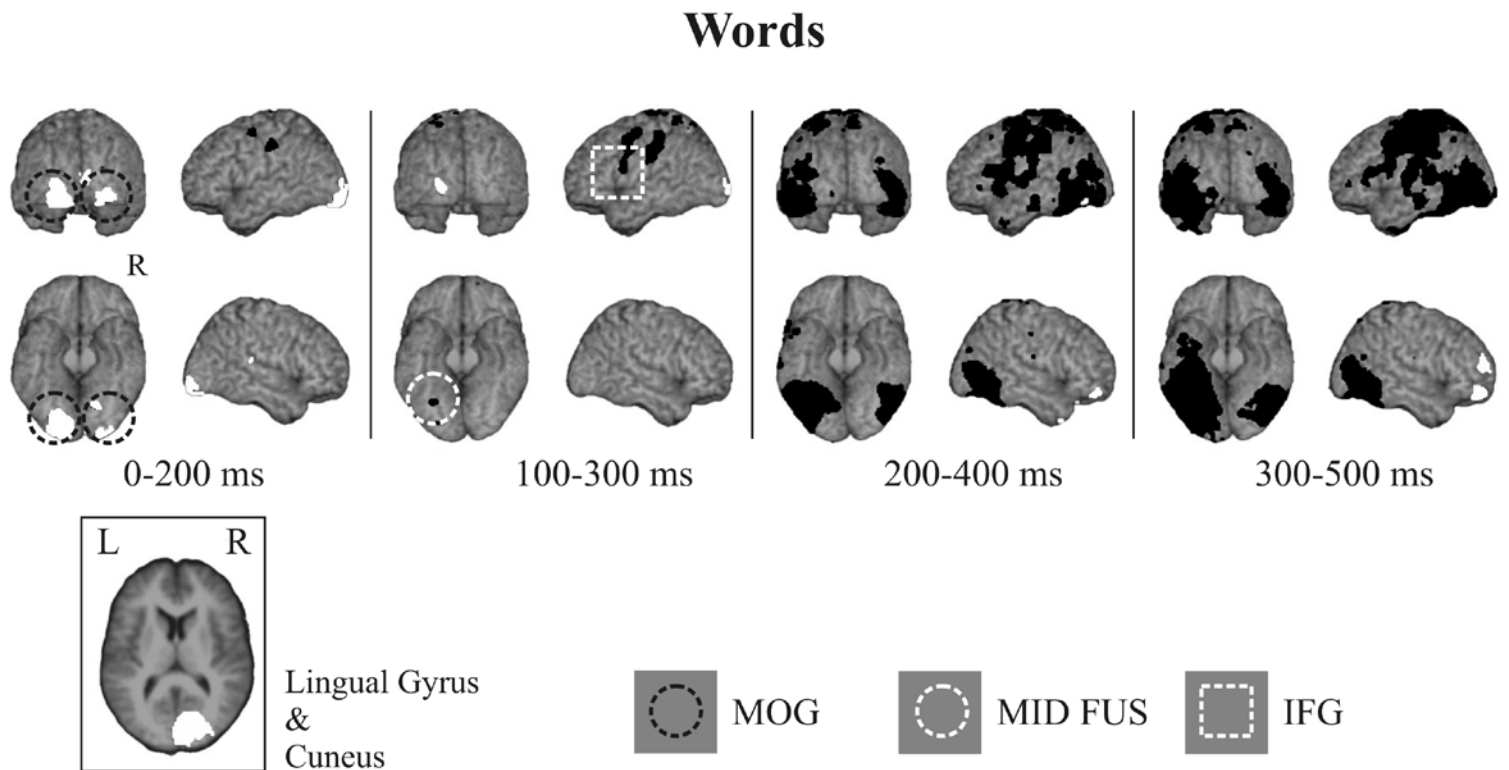 Words
R
0-200 ms
100-300 ms
200-400 ms
300-500 ms
L R
Lingual Gyrus
&
Cuneus
MOG
MID FUS
IFG